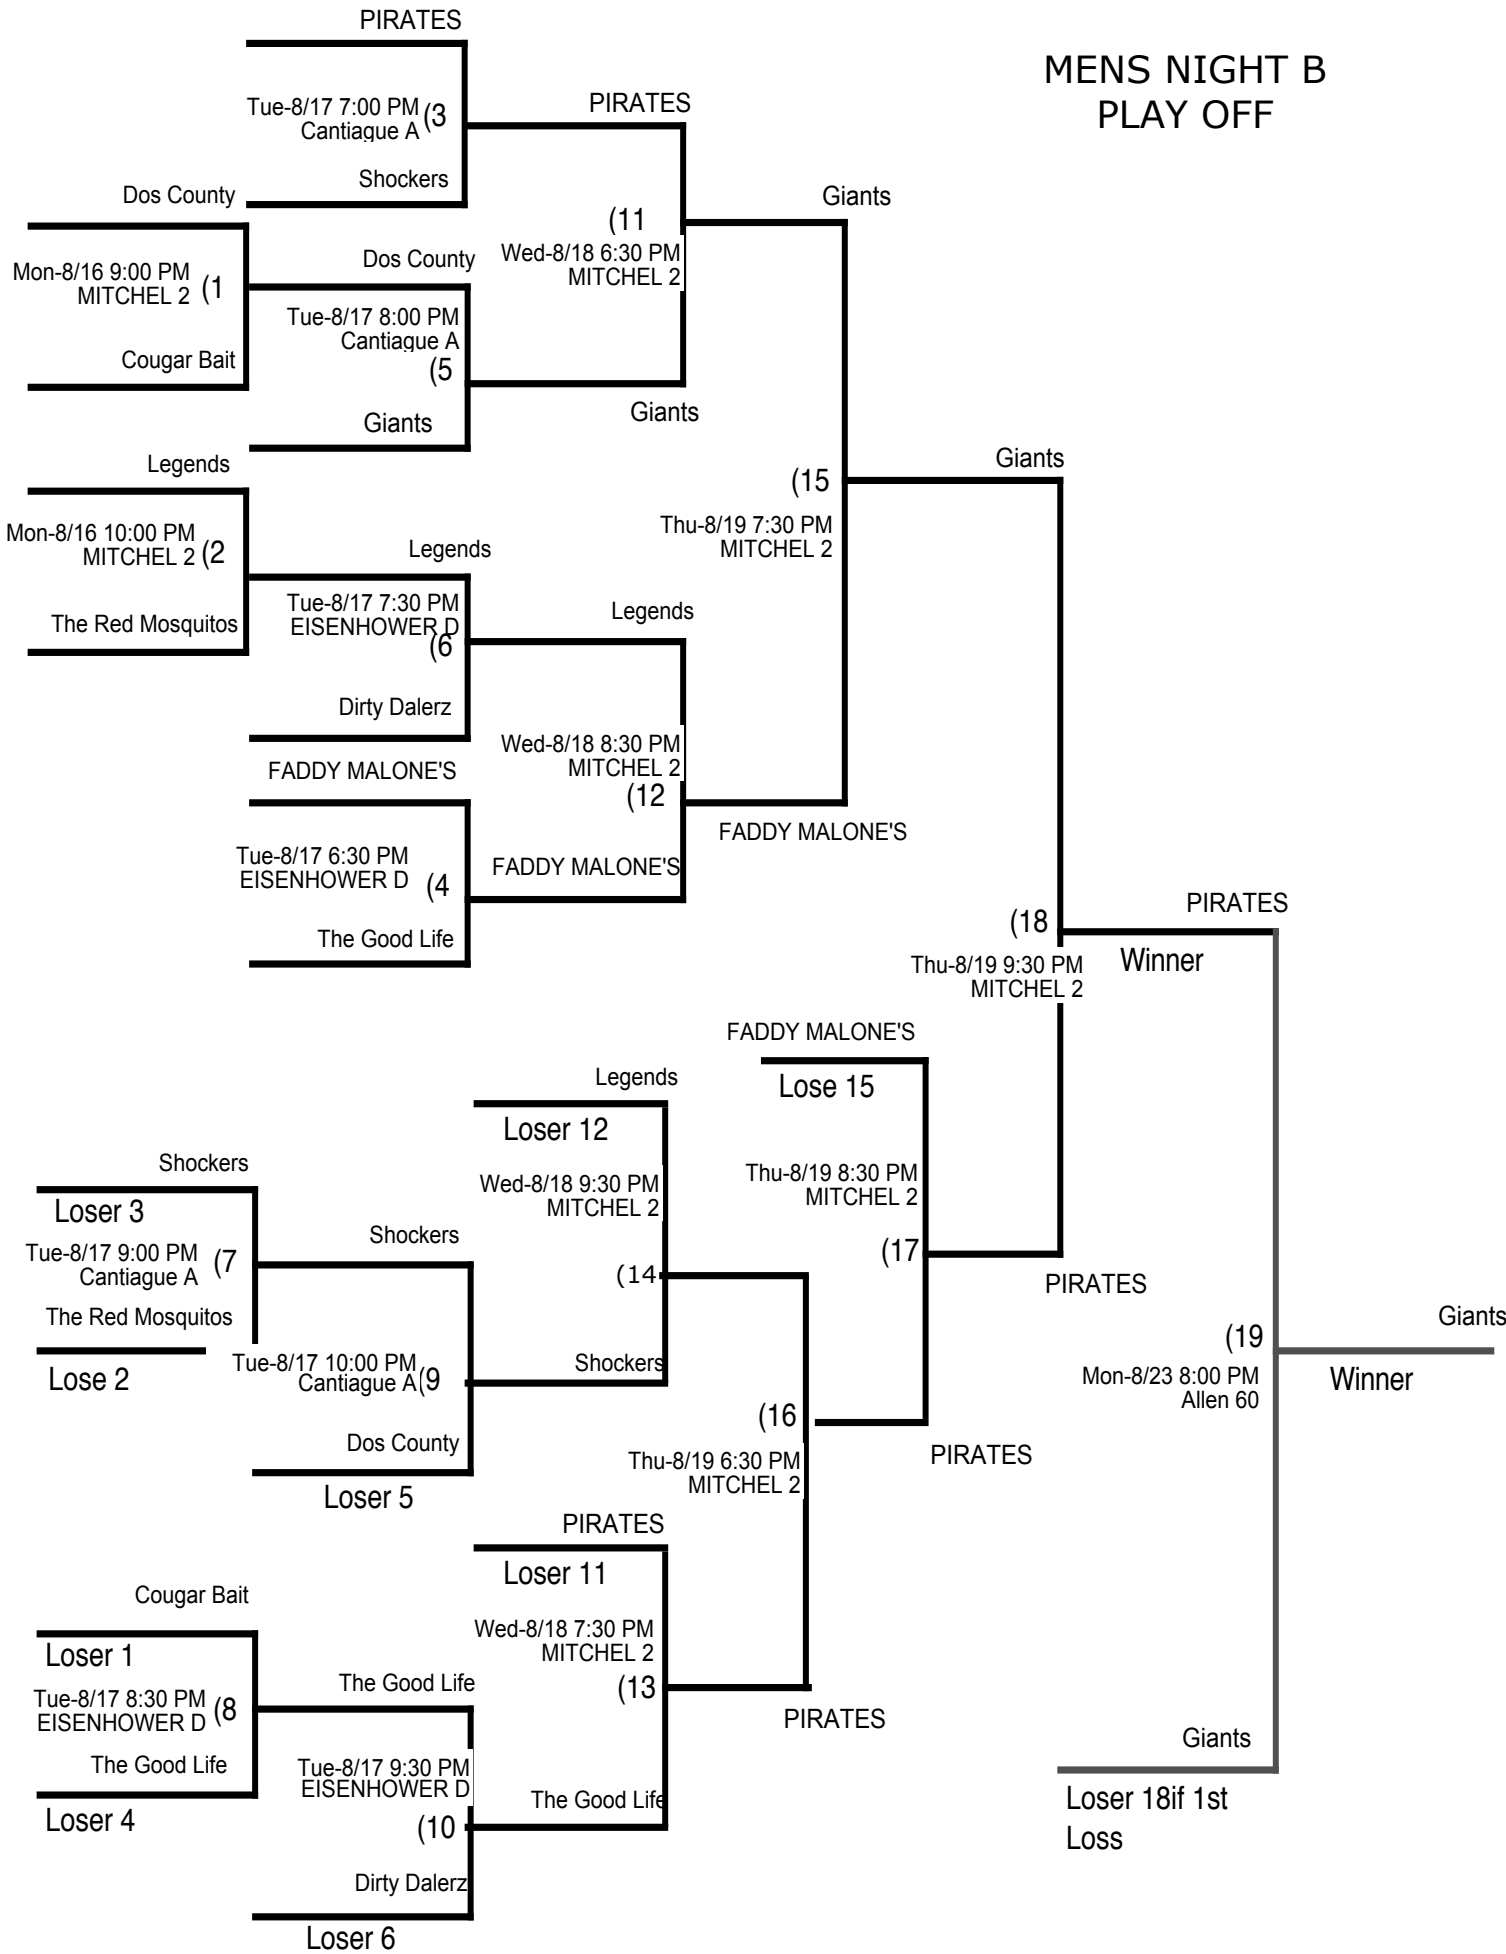 PIRATES
MENS NIGHT B
PLAY OFF
Tue-8/17 7:00 PM
Cantiague A
(3
PIRATES
Shockers
Dos County
Giants
(11
Wed-8/18 6:30 PM
MITCHEL 2
Mon-8/16 9:00 PM
MITCHEL 2
(1
Dos County
Tue-8/17 8:00 PM
Cantiague A
(5
Cougar Bait
Giants
Giants
Legends
Giants
(15
Thu-8/19 7:30 PM
MITCHEL 2
Mon-8/16 10:00 PM
MITCHEL 2
(2
Legends
Tue-8/17 7:30 PM
EISENHOWER D
(6
Legends
The Red Mosquitos
Dirty Dalerz
Wed-8/18 8:30 PM
MITCHEL 2
(12
FADDY MALONE'S
FADDY MALONE'S
Tue-8/17 6:30 PM
EISENHOWER D
(4
FADDY MALONE'S
The Good Life
PIRATES
(18
Winner
Thu-8/19 9:30 PM
MITCHEL 2
FADDY MALONE'S
Lose 15
Legends
Loser 12
Shockers
Loser 3
Wed-8/18 9:30 PM
MITCHEL 2
Thu-8/19 8:30 PM
MITCHEL 2
Tue-8/17 9:00 PM
Cantiague A
(7
Shockers
(14
(17
PIRATES
The Red Mosquitos
Lose 2
Tue-8/17 10:00 PM
Cantiague A
(9
Shockers
Giants
(19
Mon-8/23 8:00 PM
Allen 60
Winner
(16
Thu-8/19 6:30 PM
MITCHEL 2
PIRATES
Dos County
Loser 5
PIRATES
Loser 11
Cougar Bait
Loser 1
Wed-8/18 7:30 PM
MITCHEL 2
(13
Tue-8/17 8:30 PM
EISENHOWER D
(8
The Good Life
PIRATES
The Good Life
Loser 4
Tue-8/17 9:30 PM
EISENHOWER D
(10
The Good Life
Giants
Loser 18if 1st
Loss
Dirty Dalerz
Loser 6